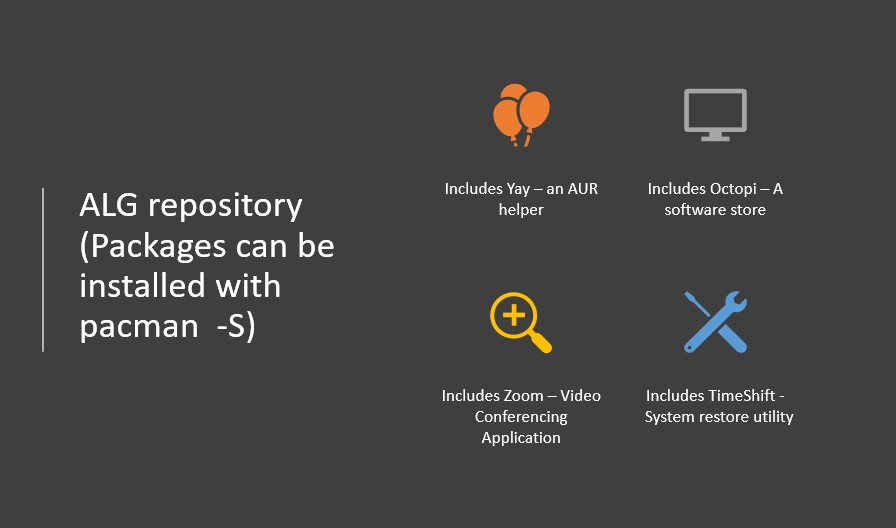 ALG repository
(Packages can be
installed with
pacman  -S)
Includes Yay – an AUR
helper
Includes Octopi – A
software store
Includes Zoom – Video
Conferencing
Application
Includes TimeShift -
System restore utility